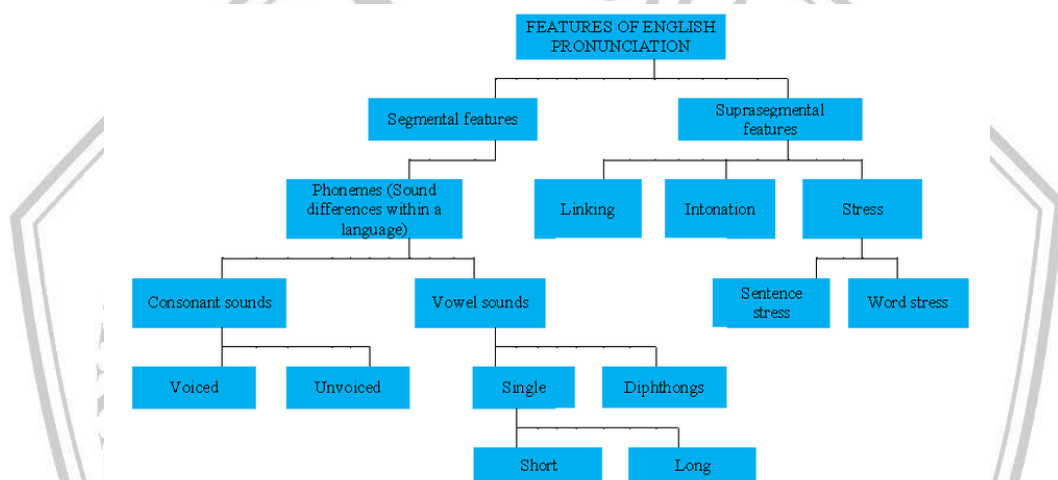 FEATURES OF ENGLISH
PRONUNCIATION
Segmental features
Suprasegmental
features
Phonemes (Sound
differences within a
language)
Linking
Intonation
Stress
Consonant sounds
Vowel sounds
Sentence
stress
Word stress
Voiced
Unvoiced
Single
Diphthongs
Short
Long